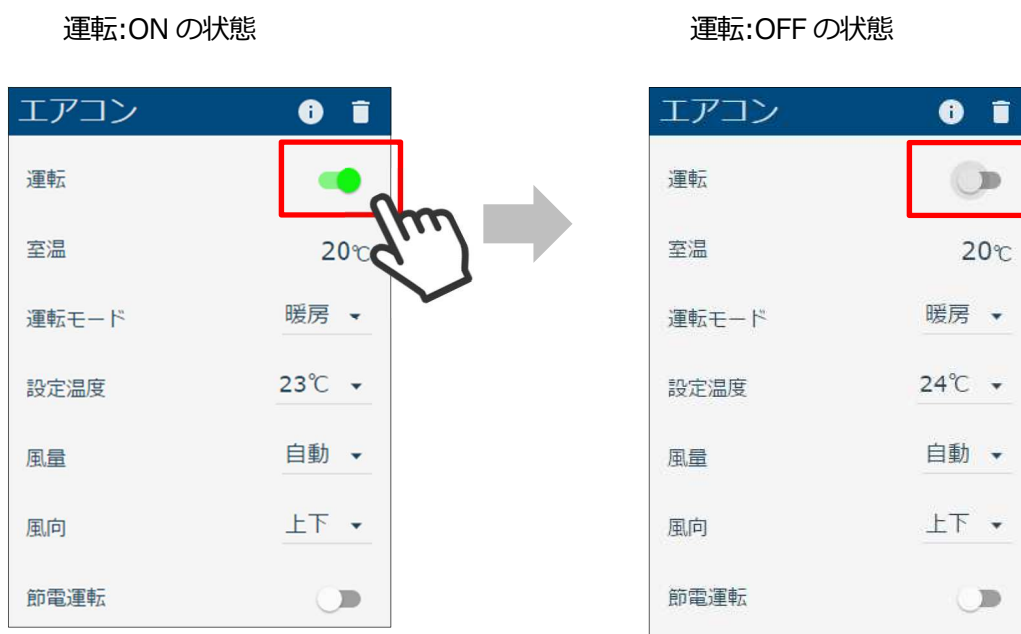 運転:ON の状態
運転:OFF の状態
エアコン
運転
室温 20℃
運転モード 暖房
設定温度 23℃
風量 自動
風向 上下
節電運転
エアコン
運転
室温 20℃
運転モード 暖房
設定温度 24℃
風量 自動
風向 上下
節電運転